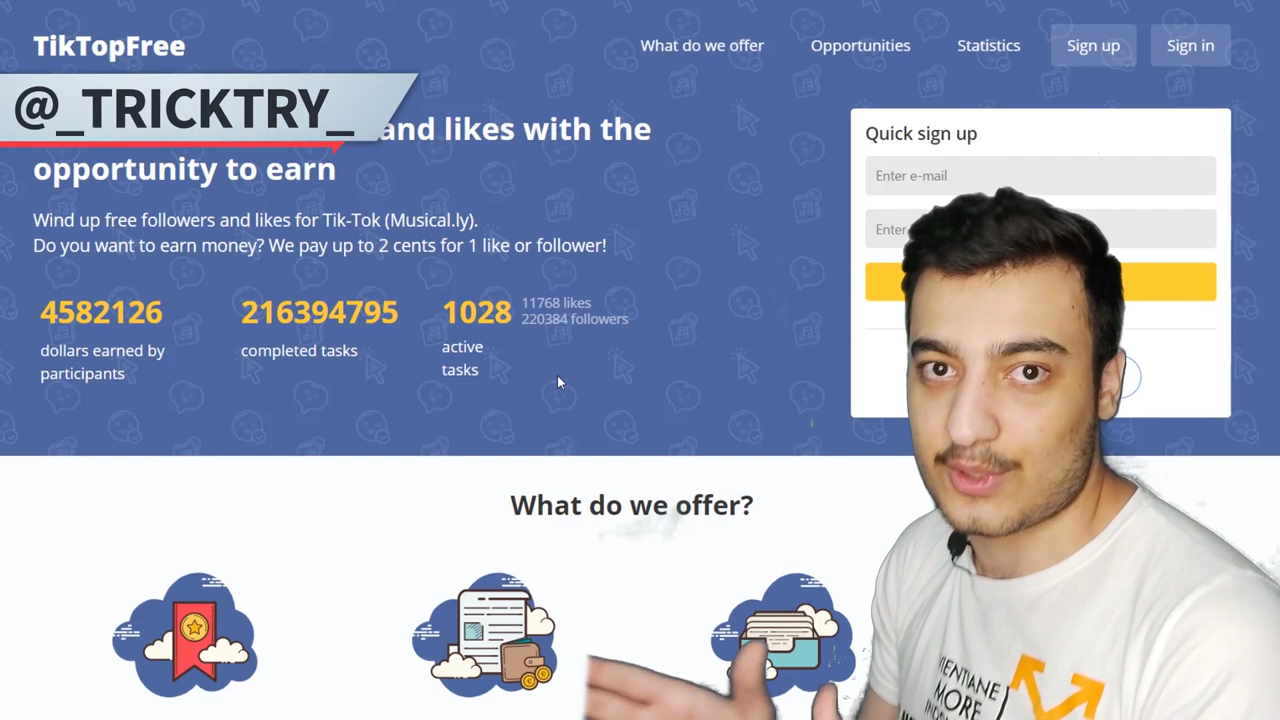 TikTopFree
What do we offer
Opportunities
Statistics
Sign up
Sign in
@_TRICKTRY_
and likes with the
opportunity to earn
Wind up free followers and likes for Tik-Tok (Musical.ly).
Do you want to earn money? We pay up to 2 cents for 1 like or follower!
4582126
dollars earned by
participants
216394795
completed tasks
1028
11768 likes
220384 followers
active
tasks
Quick sign up
Enter e-mail
Enter
What do we offer?
MORE